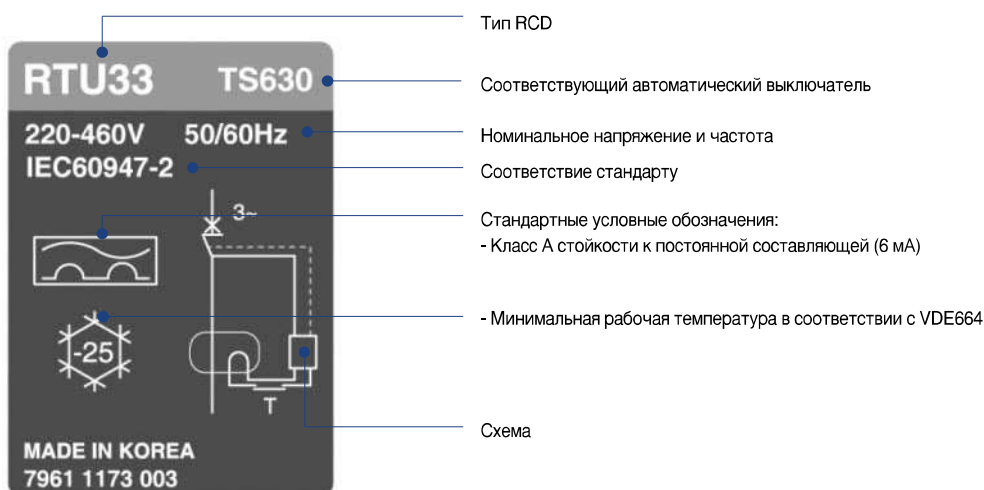 Тип RCD
RTU33 TS630
Соответствующий автоматический выключатель
220-460V 50/60Hz
Номинальное напряжение и частота
IEC60947-2
Соответствие стандарту
3~
Стандартные условные обозначения:
- Класс А стойкости к постоянной составляющей (6 мА)
- Минимальная рабочая температура в соответствии с VDE664
-25
T
Схема
MADE IN KOREA
7961 1173 003